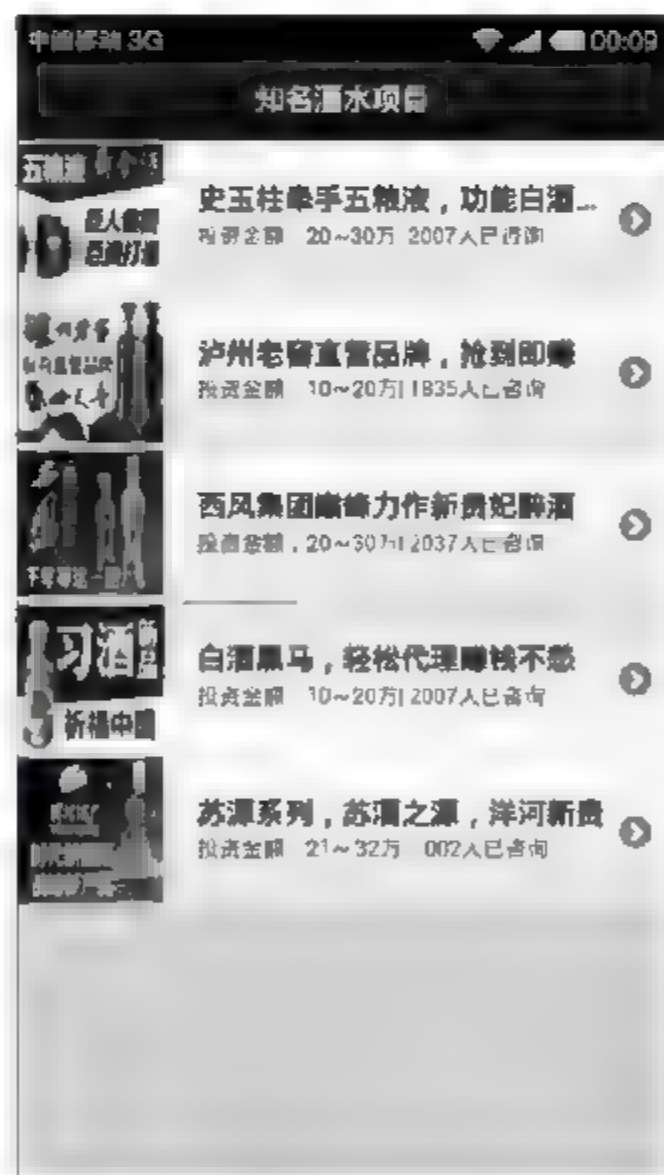 3G 00:09
知名酒水项目
五粮液
史玉柱牵手五粮液，功能白酒...
投资金额 20~30万 2007人已咨询
泸州老窖直营品牌，抢到即赚
投资金额 10~20万| 1835人已咨询
西风集团巅峰力作新贵妃醉酒
投资金额，20~30万| 2037人已咨询
习酒
祈福中国
白酒黑马，轻松代理赚钱不愁
投资金额 10~20万| 2007人已咨询
苏源系列，苏酒之源，洋河新贵
投资金额 21~32万 002人已咨询